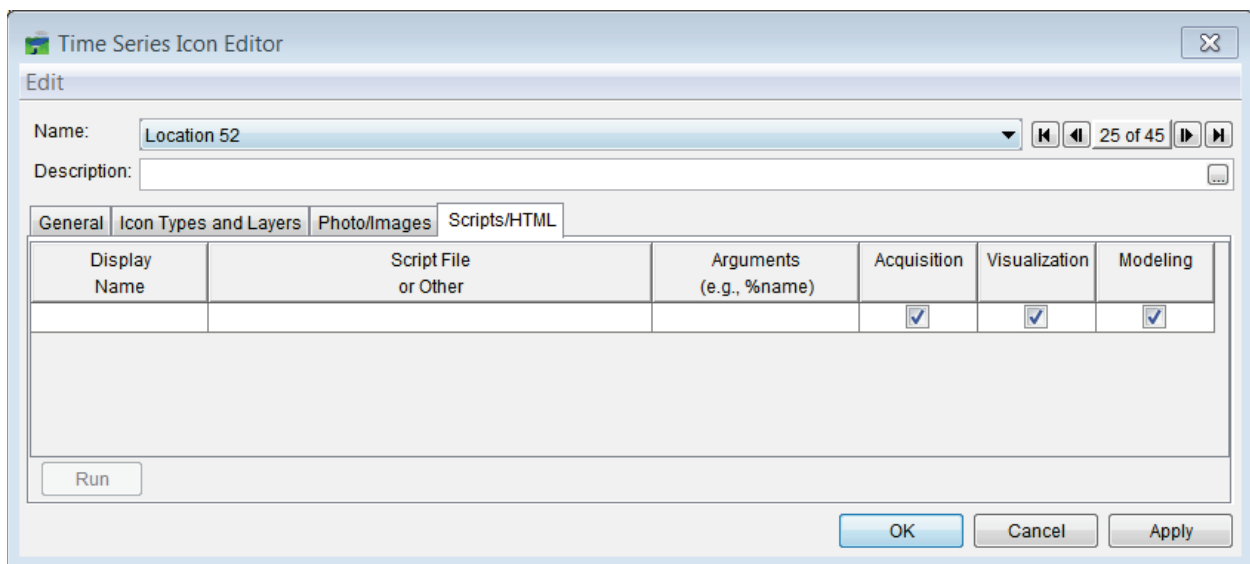 Time Series Icon Editor
Edit
Name: Location 52 25 of 45
Description: ...
General Icon Types and Layers Photo/Images Scripts/HTML
Display Script File Arguments Acquisition Visualization Modeling
Name or Other (e.g., %name)
Run
OK Cancel Apply